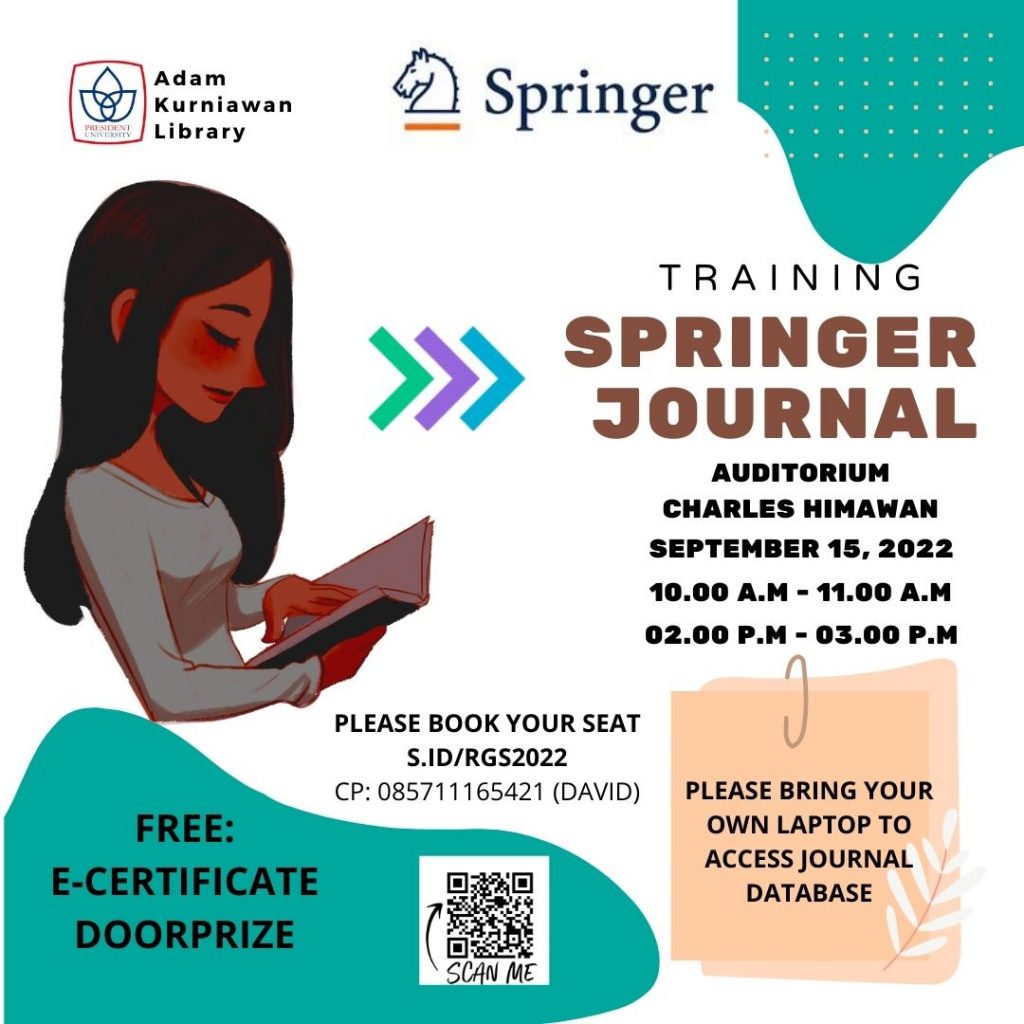 PRESIDENT
UNIVERSITY
Adam
Kurniawan
Library
Springer
TRAINING
SPRINGER
JOURNAL
AUDITORIUM
CHARLES HIMAWAN
SEPTEMBER 15, 2022
10.00 A.M - 11.00 A.M
02.00 P.M - 03.00 P.M
PLEASE BOOK YOUR SEAT
S.ID/RGS2022
CP: 085711165421 (DAVID)
PLEASE BRING YOUR
OWN LAPTOP TO
ACCESS JOURNAL
DATABASE
FREE:
E-CERTIFICATE
DOORPRIZE
SCAN ME